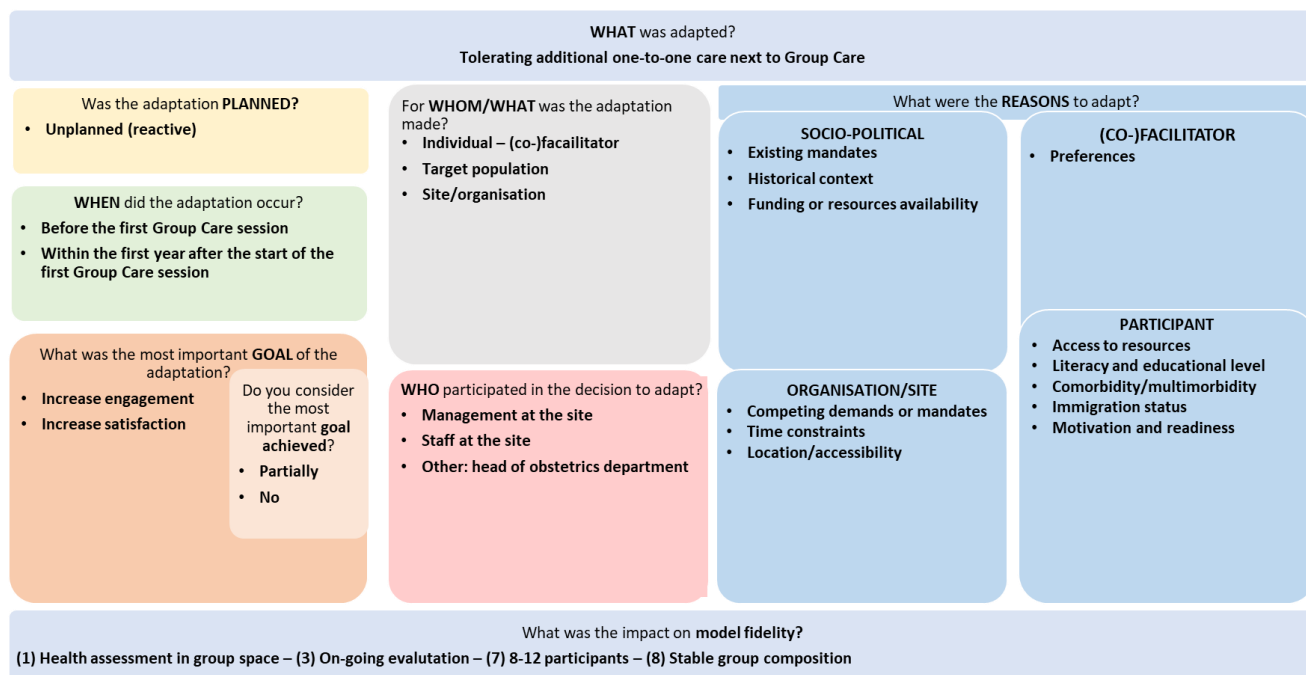 WHAT was adapted?
Tolerating additional one-to-one care next to Group Care
Was the adaptation PLANNED?
• Unplanned (reactive)
WHEN did the adaptation occur?
• Before the first Group Care session
• Within the first year after the start of the
first Group Care session
What was the most important GOAL of the
adaptation?
• Increase engagement
• Increase satisfaction
Do you consider
the most
important goal
achieved?
• Partially
• No
For WHOM/WHAT was the adaptation
made?
• Individual – (co-)facailitator
• Target population
• Site/organisation
WHO participated in the decision to adapt?
• Management at the site
• Staff at the site
• Other: head of obstetrics department
What were the REASONS to adapt?
SOCIO-POLITICAL
• Existing mandates
• Historical context
• Funding or resources availability
(CO-)FACILITATOR
• Preferences
ORGANISATION/SITE
• Competing demands or mandates
• Time constraints
• Location/accessibility
PARTICIPANT
• Access to resources
• Literacy and educational level
• Comorbidity/multimorbidity
• Immigration status
• Motivation and readiness
What was the impact on model fidelity?
(1) Health assessment in group space – (3) On-going evalutation – (7) 8-12 participants – (8) Stable group composition